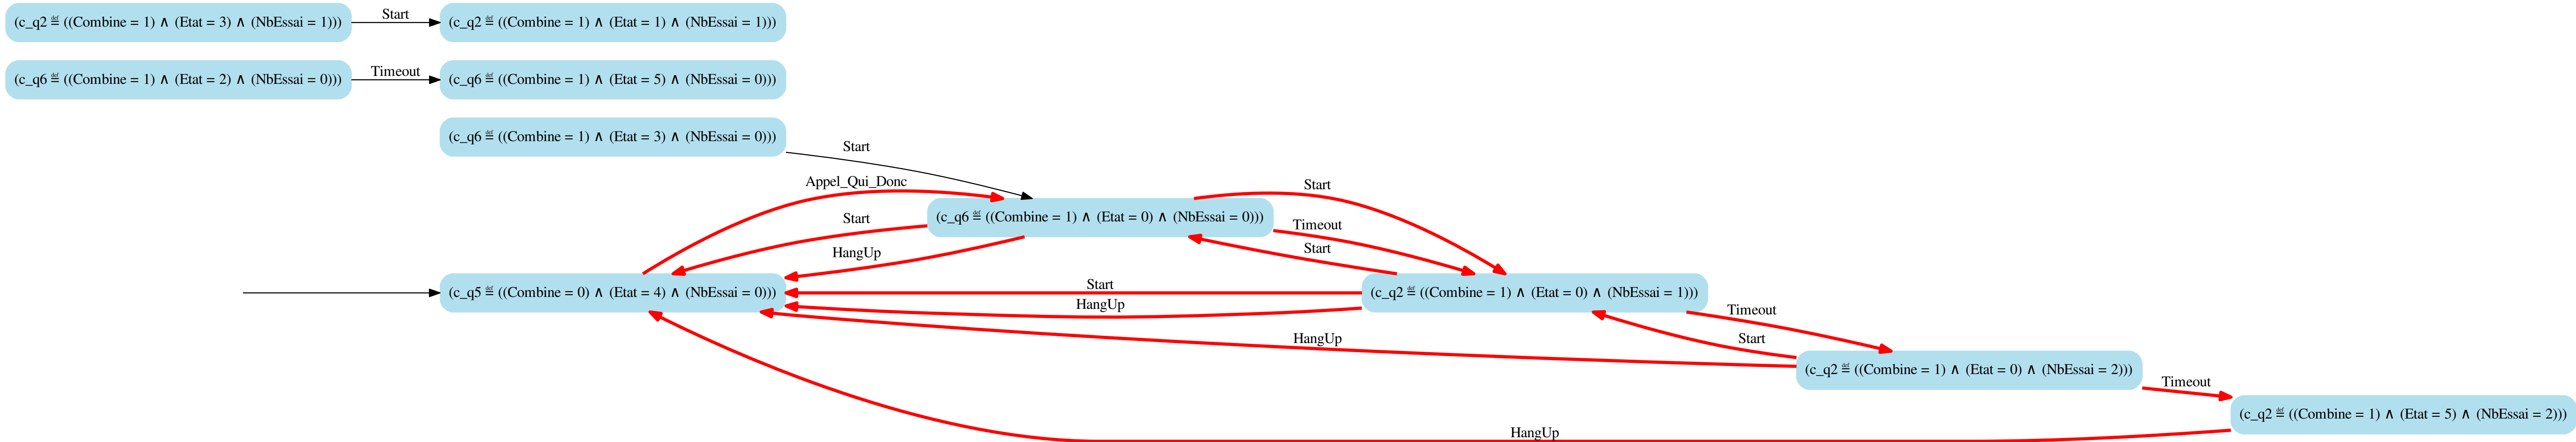 (c_q2 ≝ ((Combine = 1) ∧ (Etat = 3) ∧ (NbEssai = 1)))
Start
(c_q2 ≝ ((Combine = 1) ∧ (Etat = 1) ∧ (NbEssai = 1)))
(c_q6 ≝ ((Combine = 1) ∧ (Etat = 2) ∧ (NbEssai = 0)))
Timeout
(c_q6 ≝ ((Combine = 1) ∧ (Etat = 5) ∧ (NbEssai = 0)))
(c_q6 ≝ ((Combine = 1) ∧ (Etat = 3) ∧ (NbEssai = 0)))
Start
Appel_Qui_Donc
Start
(c_q6 ≝ ((Combine = 1) ∧ (Etat = 0) ∧ (NbEssai = 0)))
Start
Timeout
HangUp
Start
(c_q5 ≝ ((Combine = 0) ∧ (Etat = 4) ∧ (NbEssai = 0)))
Start
(c_q2 ≝ ((Combine = 1) ∧ (Etat = 0) ∧ (NbEssai = 1)))
HangUp
Timeout
HangUp
Start
(c_q2 ≝ ((Combine = 1) ∧ (Etat = 0) ∧ (NbEssai = 2)))
Timeout
(c_q2 ≝ ((Combine = 1) ∧ (Etat = 5) ∧ (NbEssai = 2)))
HangUp